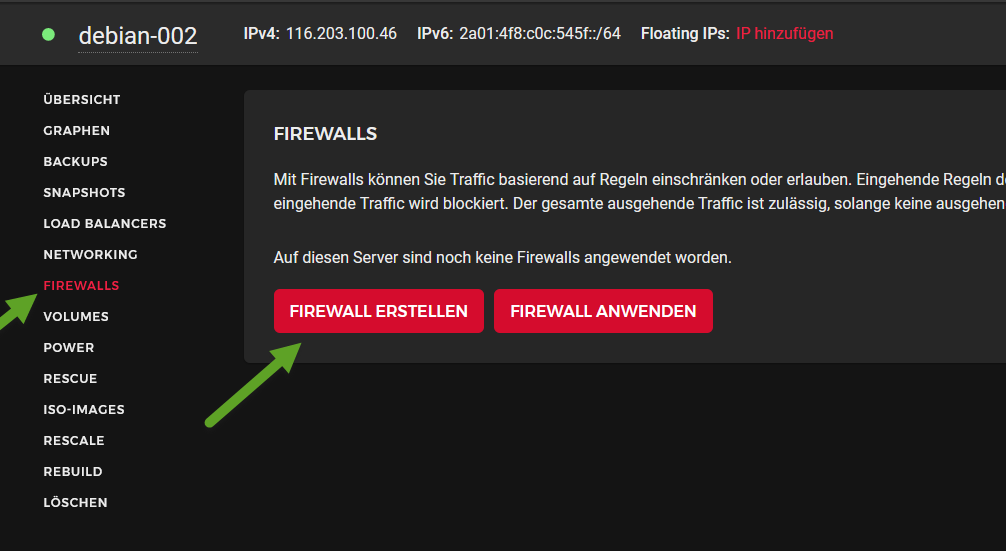 debian-002 IPv4: 116.203.100.46 IPv6: 2a01:4f8:c0c:545f::/64 Floating IPs: IP hinzufügen
ÜBERSICHT
GRAPHEN
BACKUPS
SNAPSHOTS
LOAD BALANCERS
NETWORKING
FIREWALLS
VOLUMES
POWER
RESCUE
ISO-IMAGES
RESCALE
REBUILD
LÖSCHEN
FIREWALLS
Mit Firewalls können Sie Traffic basierend auf Regeln einschränken oder erlauben. Eingehende Regeln de
eingehende Traffic wird blockiert. Der gesamte ausgehende Traffic ist zulässig, solange keine ausgehen
Auf diesen Server sind noch keine Firewalls angewendet worden.
FIREWALL ERSTELLEN FIREWALL ANWENDEN